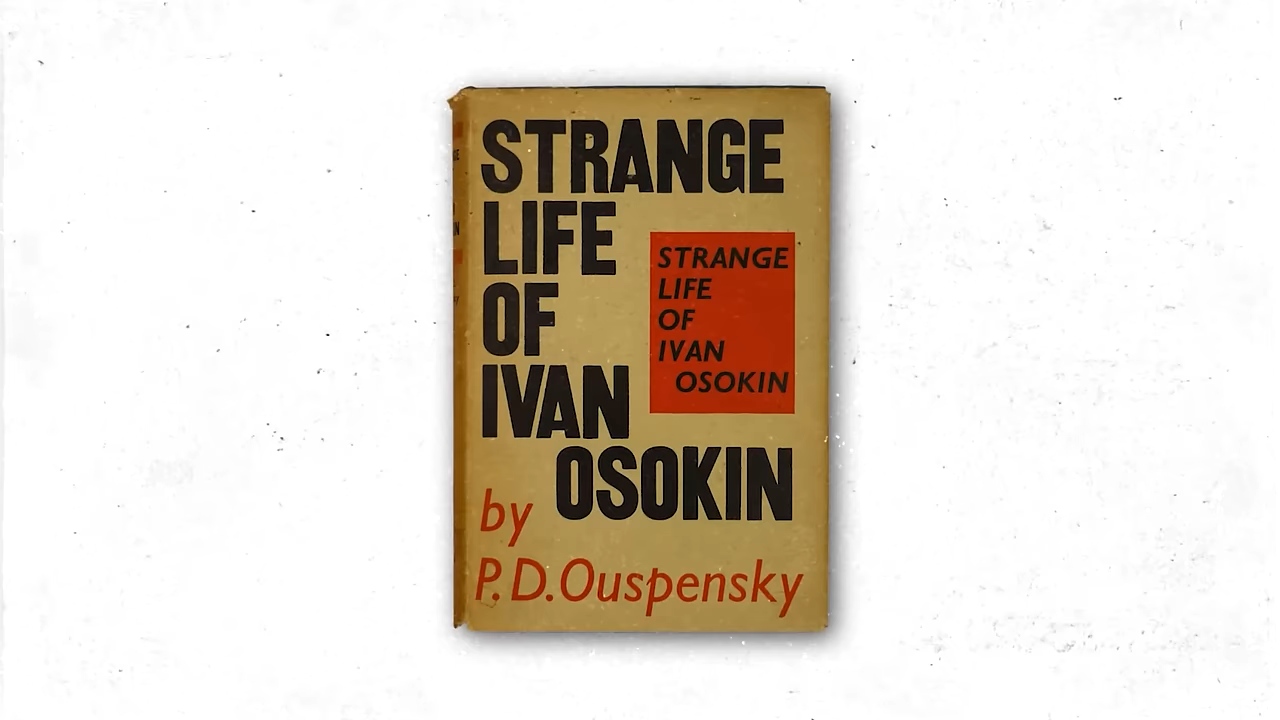 STRANGE
LIFE
OF
IVAN
OSOKIN
STRANGE
LIFE
OF
IVAN
OSOKIN
by
P.D.Ouspensky